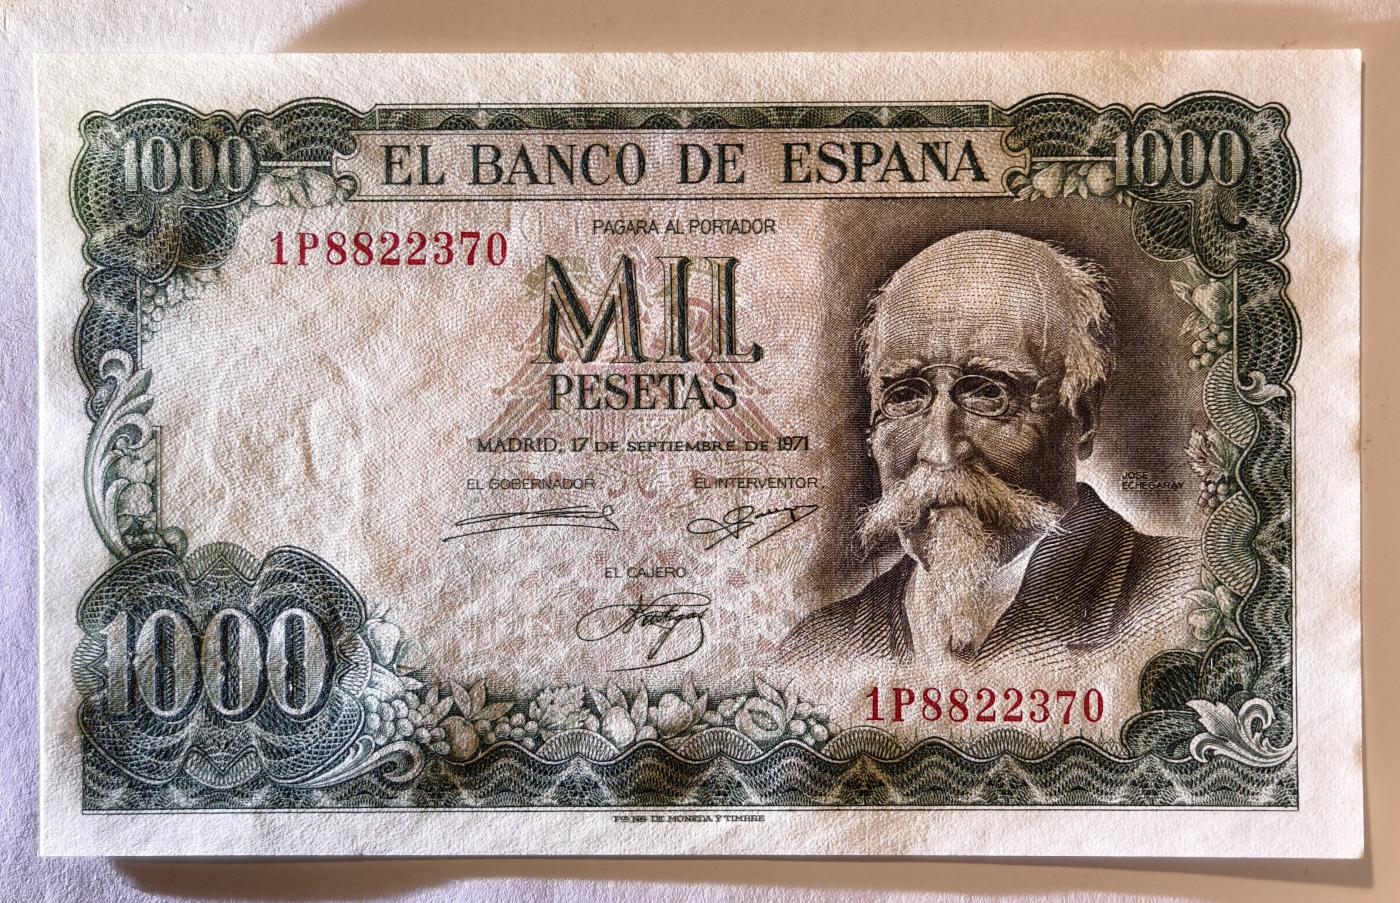 1000
EL BANCO DE ESPAÑA
1000
PAGARA AL PORTADOR
1P8822370
MIL
PESETAS
MADRID, 17 DE SEPTIEMBRE DE 1971
EL GOBERNADOR
EL INTERVENTOR
JOSE
ECHEGARAY
EL CAJERO
1000
1P8822370
FCA NAL DE MONEDA Y TIMBRE